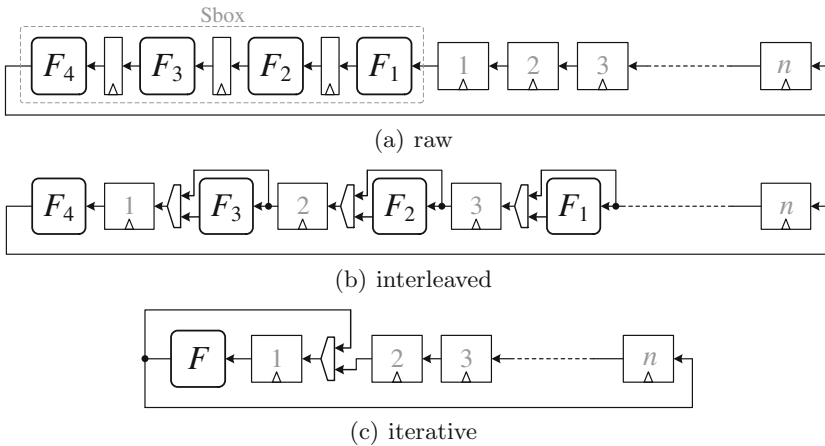 Sbox
F4 F3 F2 F1 1 2 3 n
(a) raw
F4 1 F3 2 F2 3 F1 n
(b) interleaved
F 1 2 3 n
(c) iterative